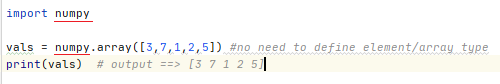 import numpy
vals = numpy.array([3,7,1,2,5]) #no need to define element/array type
print(vals)  # output ==> [3 7 1 2 5]